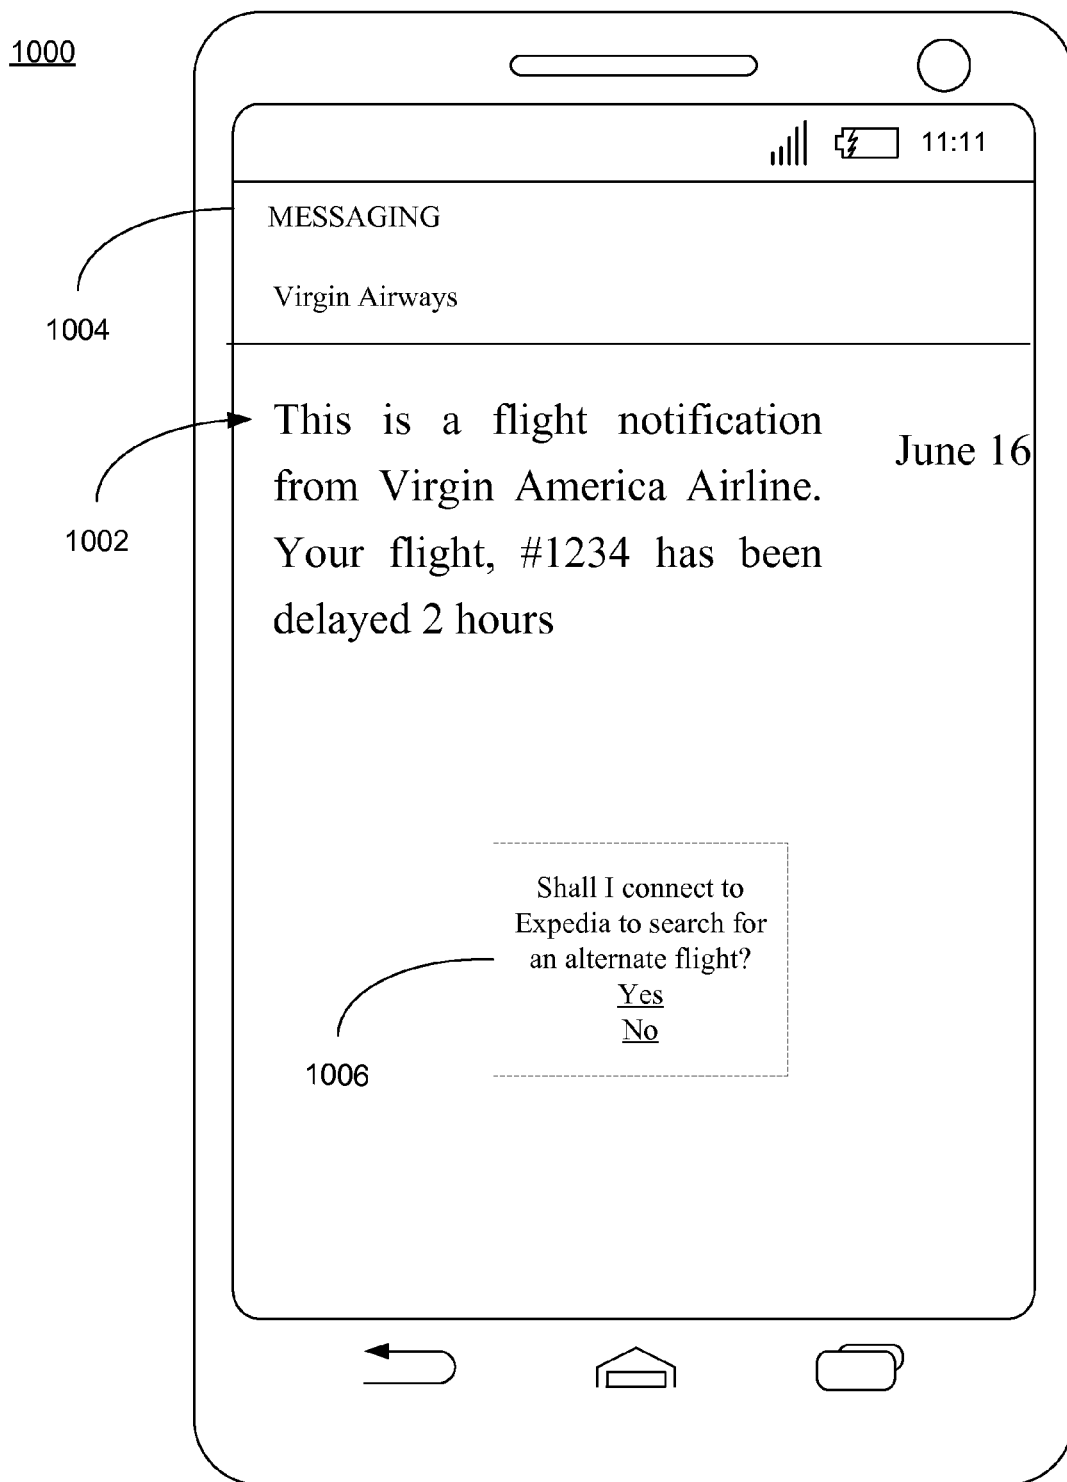 1000
11:11
MESSAGING
Virgin Airways
1004
This is a flight notification
June 16
from Virgin America Airline.
Your flight, #1234 has been
1002
delayed 2 hours
Shall I connect to
Expedia to search for
an alternate flight?
Yes
No
1006